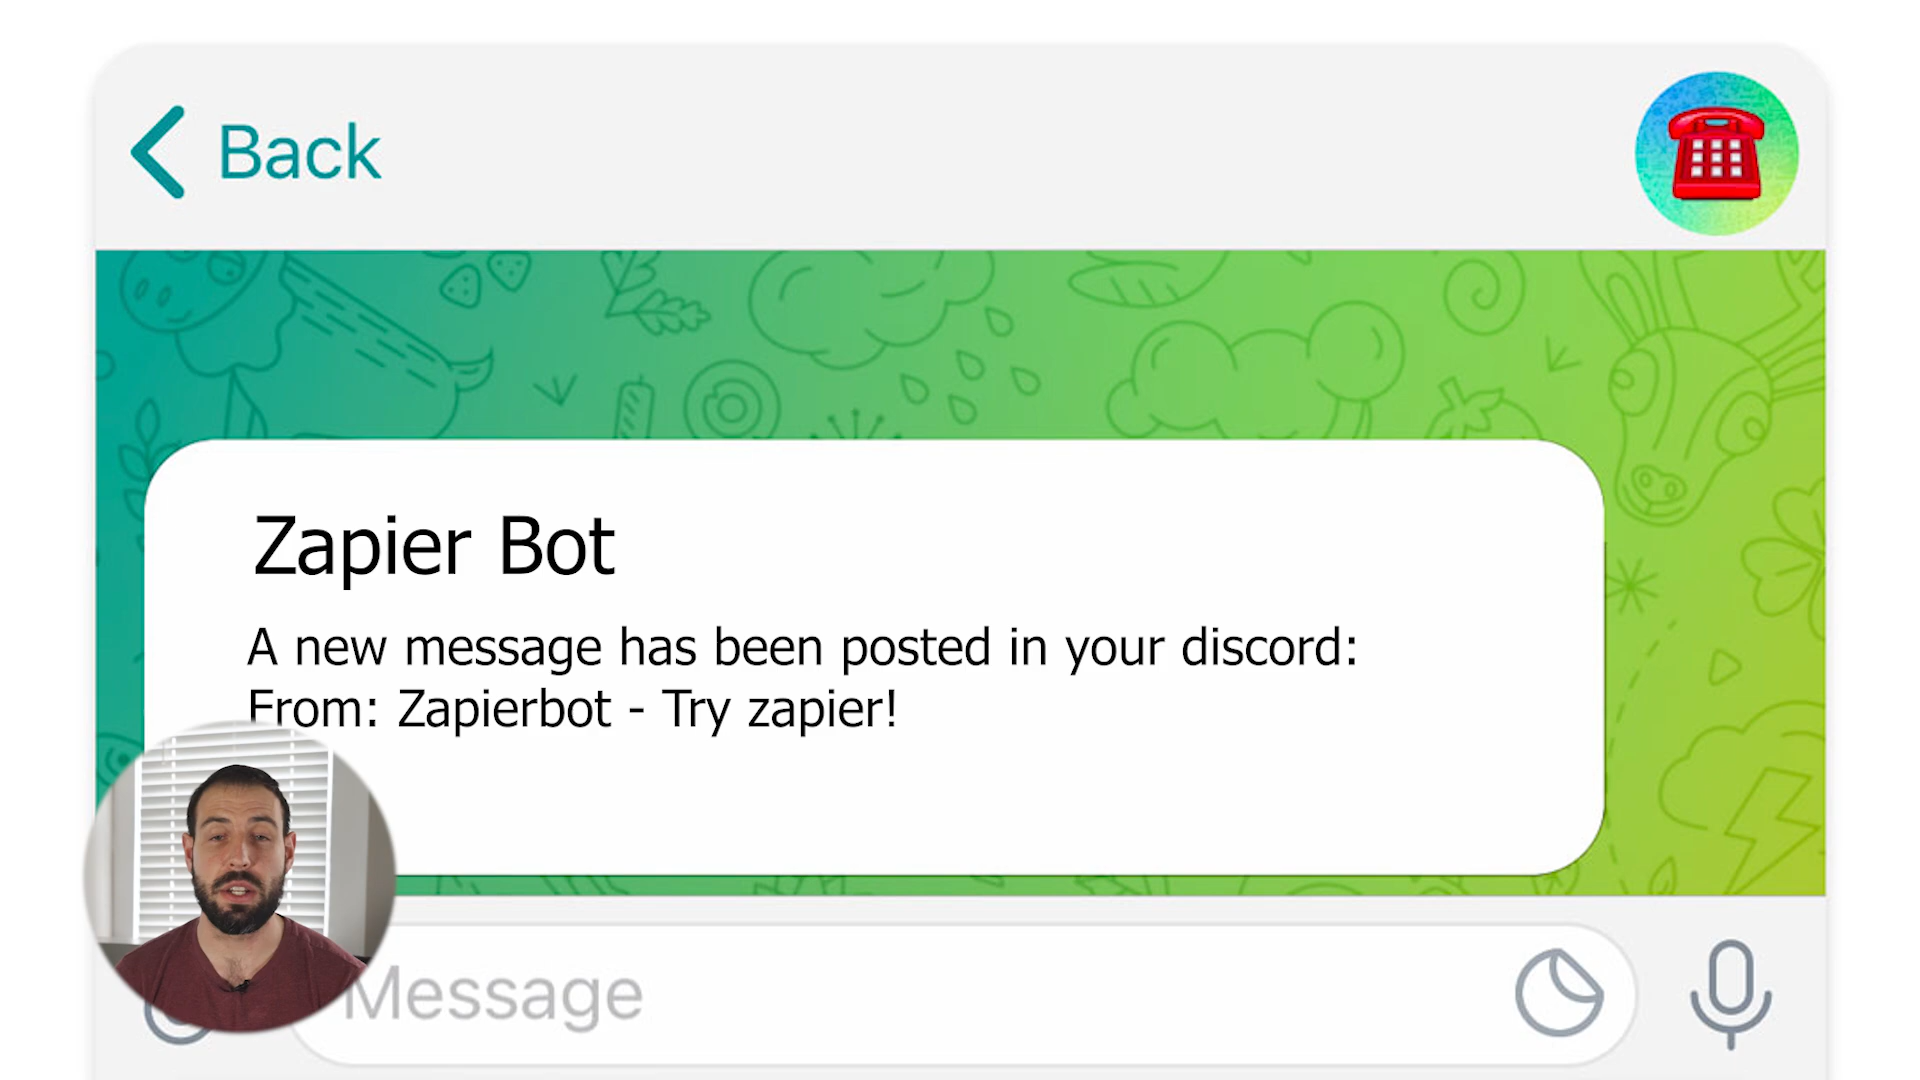 Back
Zapier Bot
A new message has been posted in your discord:
From: Zapierbot - Try zapier!
Message